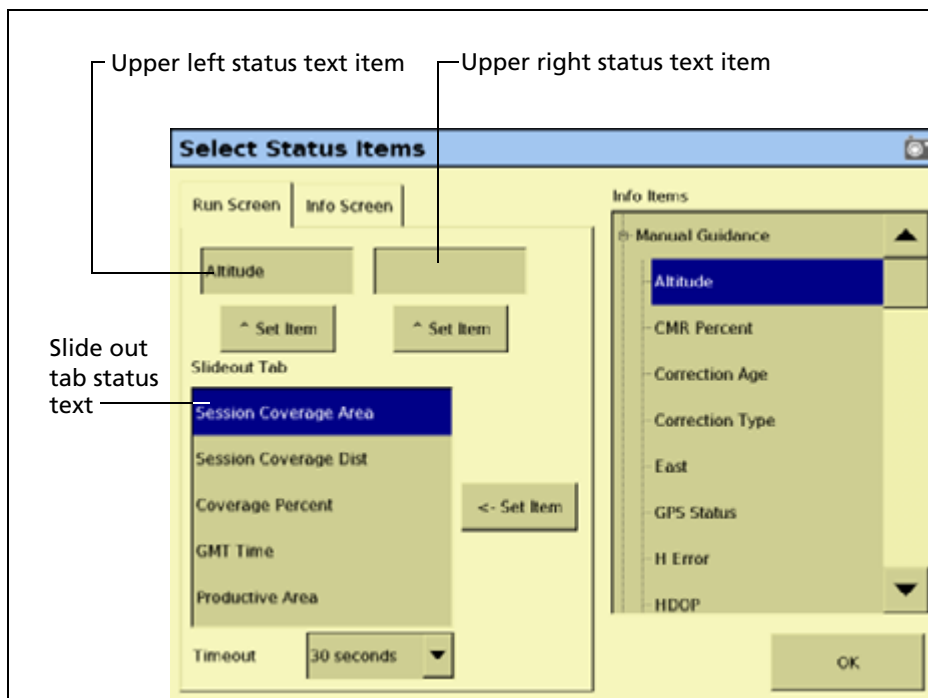 Upper left status text item
Upper right status text item
Select Status Items
Run Screen
Info Screen
Info Items
Altitude
^ Set Item
^ Set Item
Slide out
tab status
text
Slideout Tab
Session Coverage Area
Session Coverage Dist
Coverage Percent
GMT Time
Productive Area
<- Set Item
Timeout
30 seconds
Manual Guidance
Altitude
CMR Percent
Correction Age
Correction Type
East
GPS Status
H Error
HDOP
OK